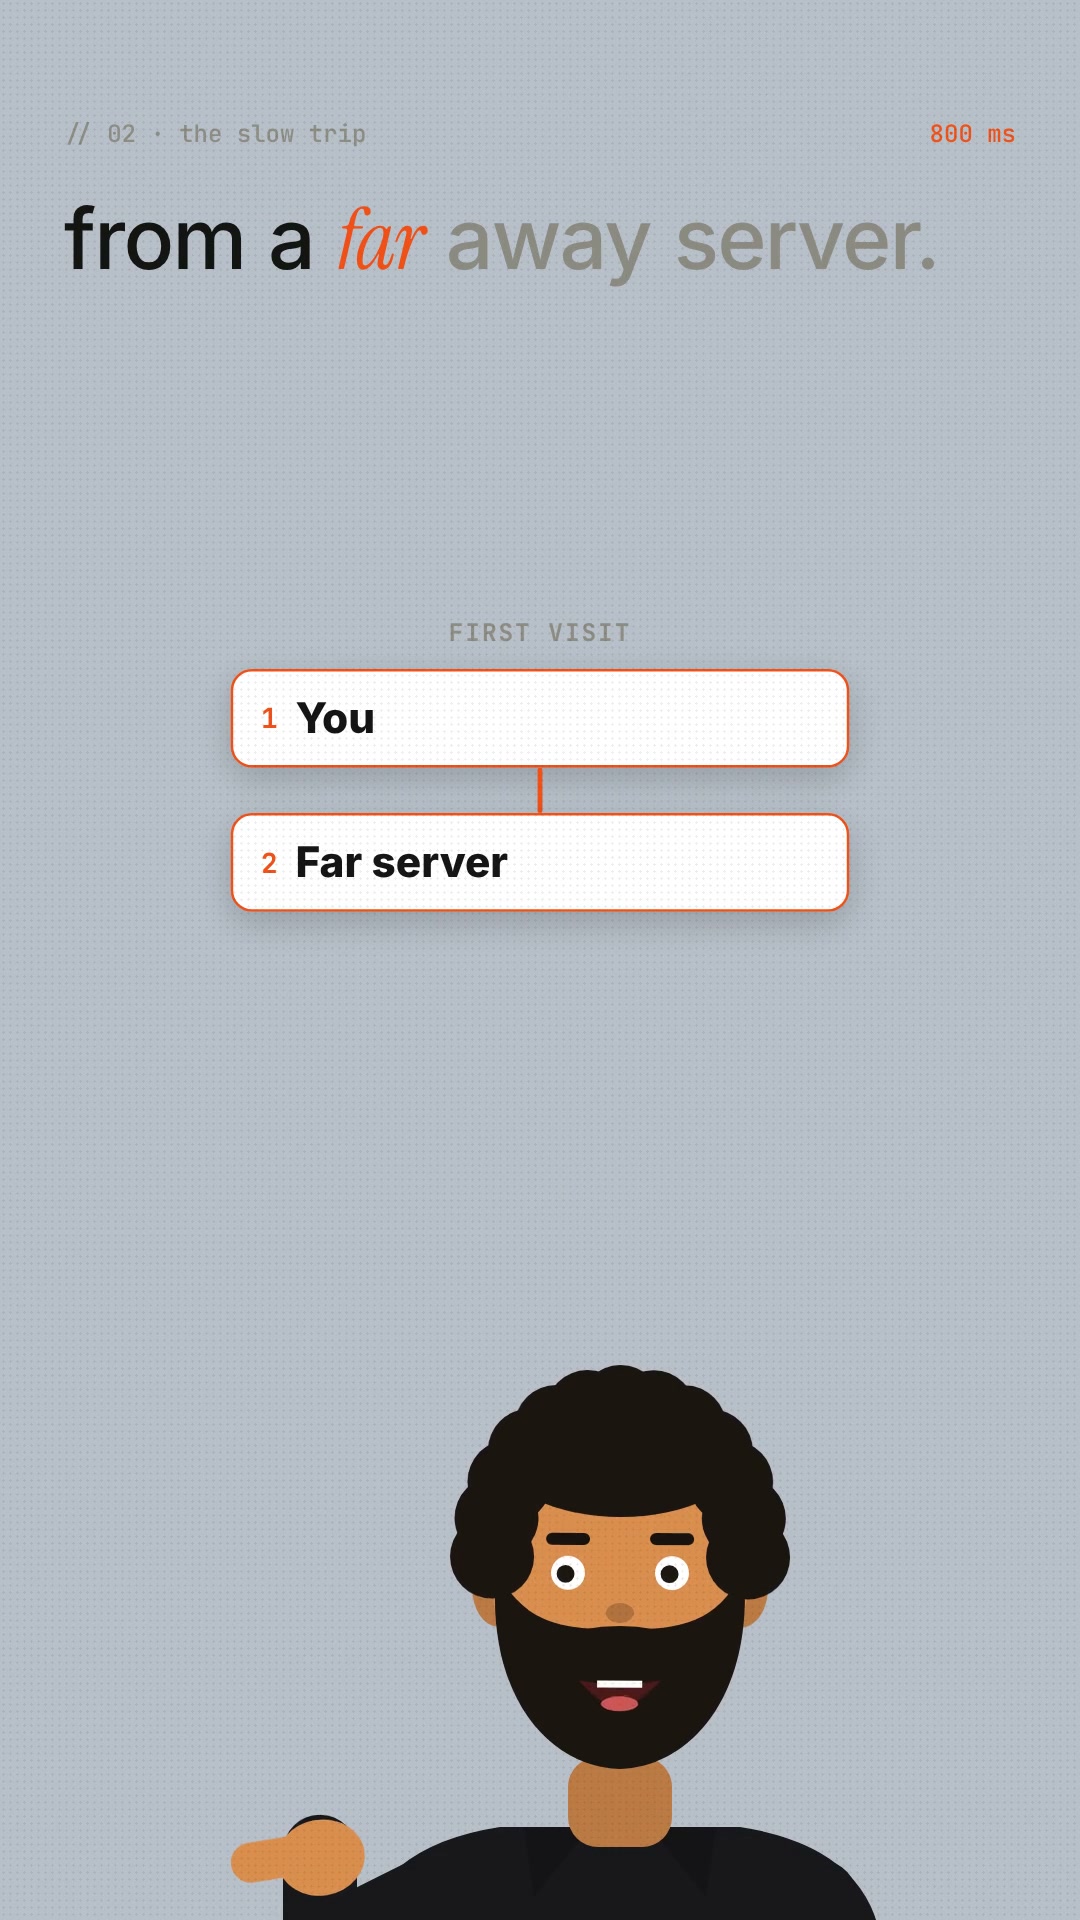 // 02 · the slow trip
800 ms
from a far away server.
FIRST VISIT
1 You
2 Far server